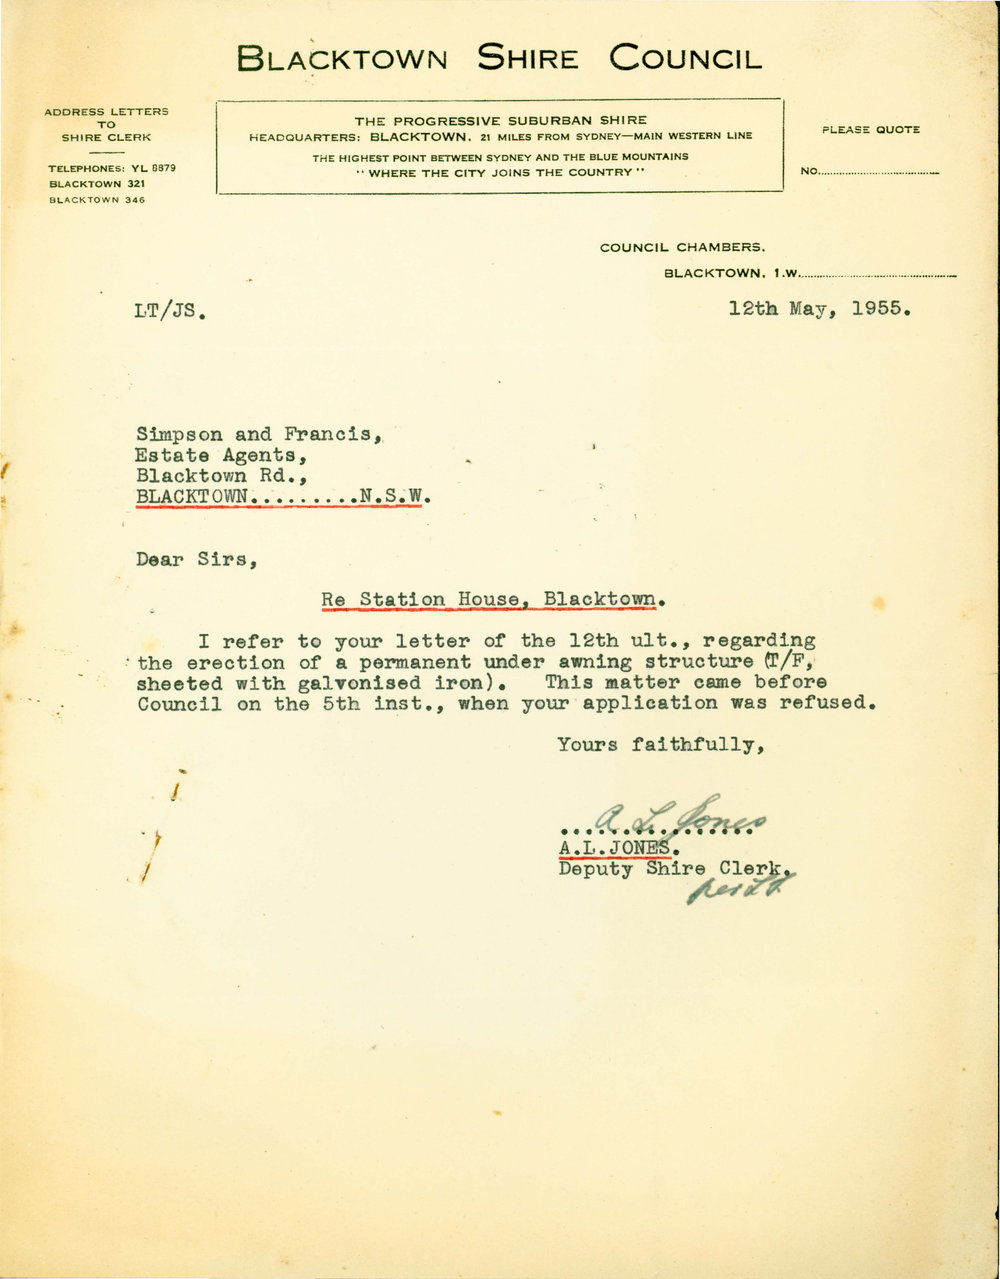 BLACKTOWN SHIRE COUNCIL
ADDRESS LETTERS
TO
SHIRE CLERK
TELEPHONES: YL 8879
BLACKTOWN 321
BLACKTOWN 346
THE PROGRESSIVE SUBURBAN SHIRE
HEADQUARTERS: BLACKTOWN. 21 MILES FROM SYDNEY—MAIN WESTERN LINE
THE HIGHEST POINT BETWEEN SYDNEY AND THE BLUE MOUNTAINS
"WHERE THE CITY JOINS THE COUNTRY"
PLEASE QUOTE
NO.
COUNCIL CHAMBERS.
BLACKTOWN, 1.W.
LT/JS.
12th May, 1955.
Simpson and Francis,
Estate Agents,
Blacktown Rd.,
BLACKTOWN.........N.S.W.
Dear Sirs,
Re Station House, Blacktown.
I refer to your letter of the 12th ult., regarding
the erection of a permanent under awning structure (T/F,
sheeted with galvonised iron). This matter came before
Council on the 5th inst., when your application was refused.
Yours faithfully,
A L Jones
A.L.JONES.
Deputy Shire Clerk.
per